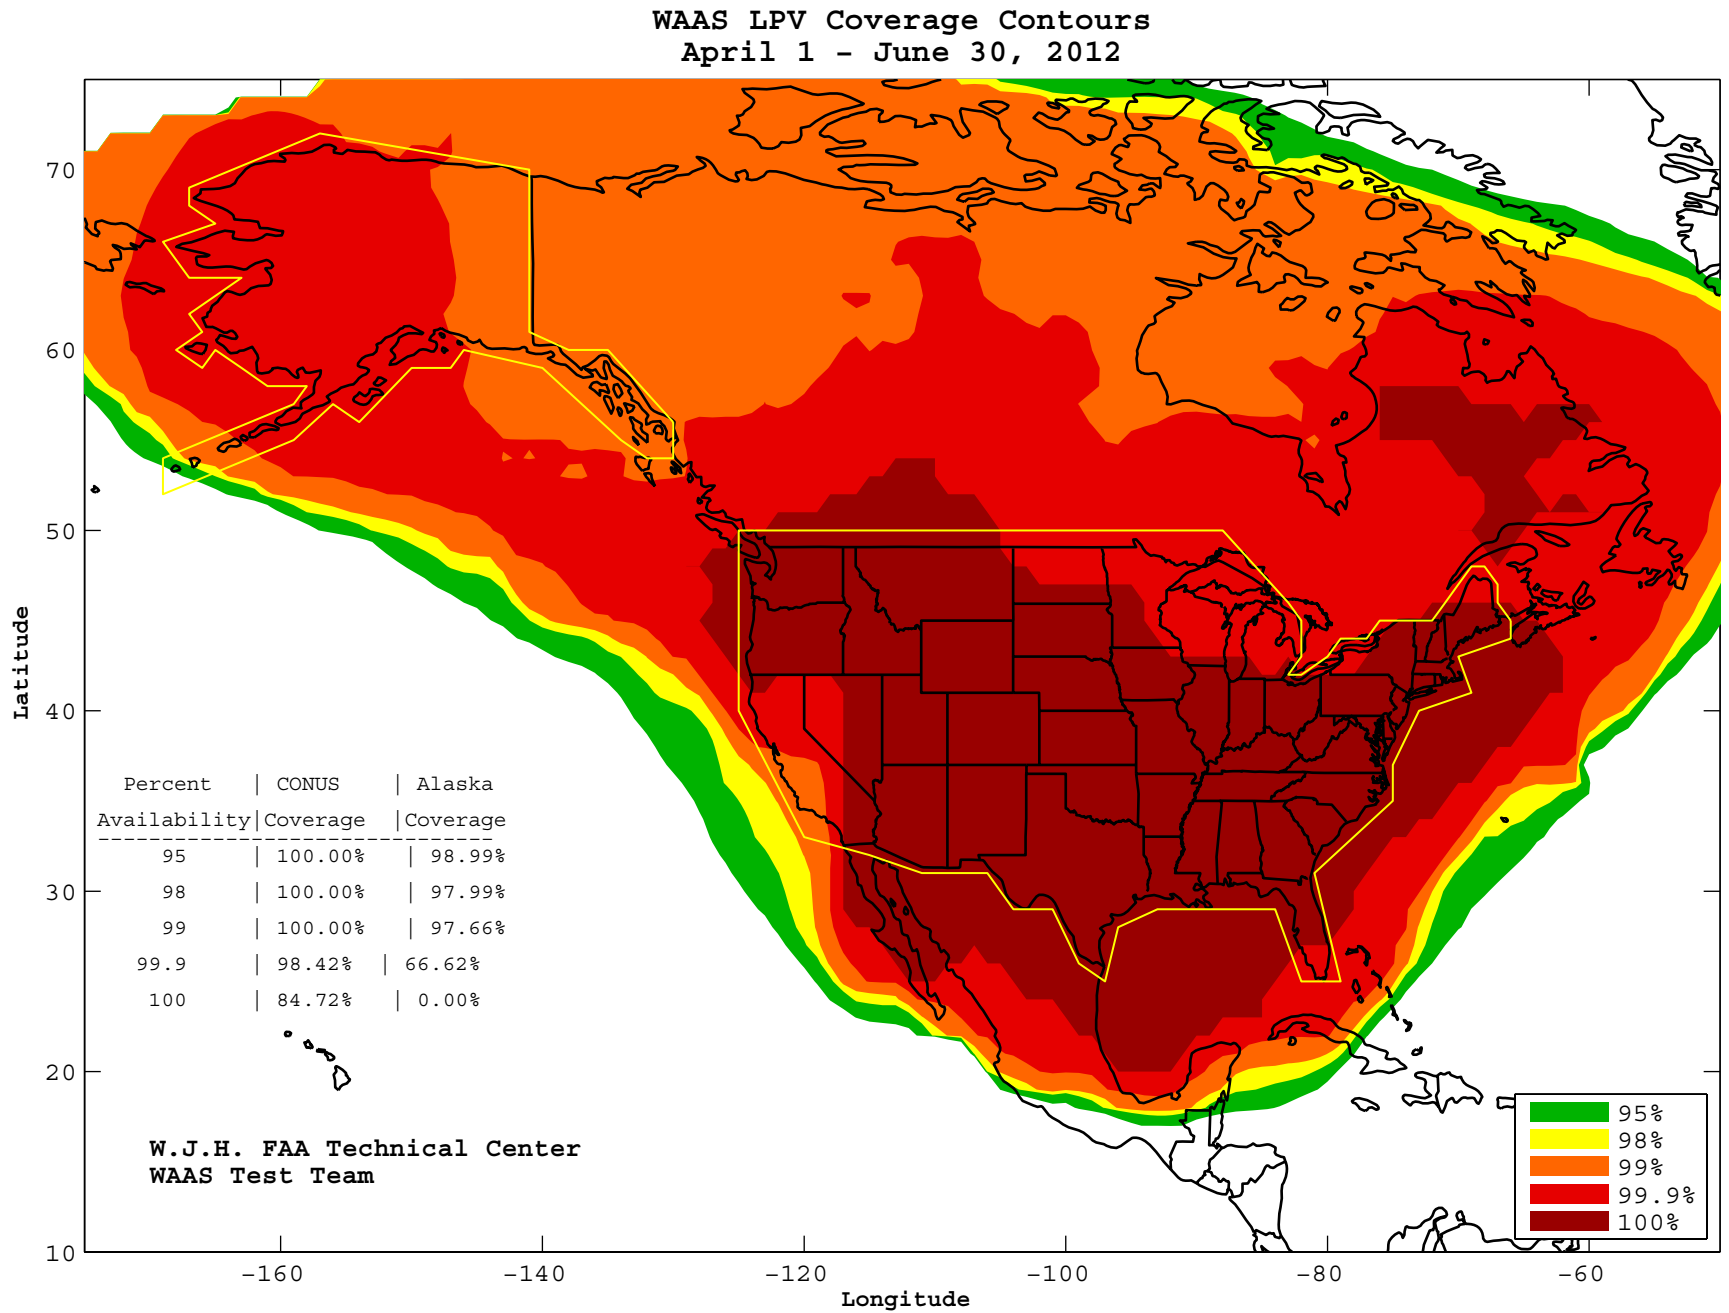 WAAS LPV Coverage Contours
April 1 - June 30, 2012
70
60
50
40
30
20
10
Latitude
Percent | CONUS | Alaska
Availability|Coverage |Coverage
---------------------------------
95 | 100.00% | 98.99%
98 | 100.00% | 97.99%
99 | 100.00% | 97.66%
99.9 | 98.42% | 66.62%
100 | 84.72% | 0.00%
W.J.H. FAA Technical Center
WAAS Test Team
95%
98%
99%
99.9%
100%
-160 -140 -120 -100 -80 -60
Longitude